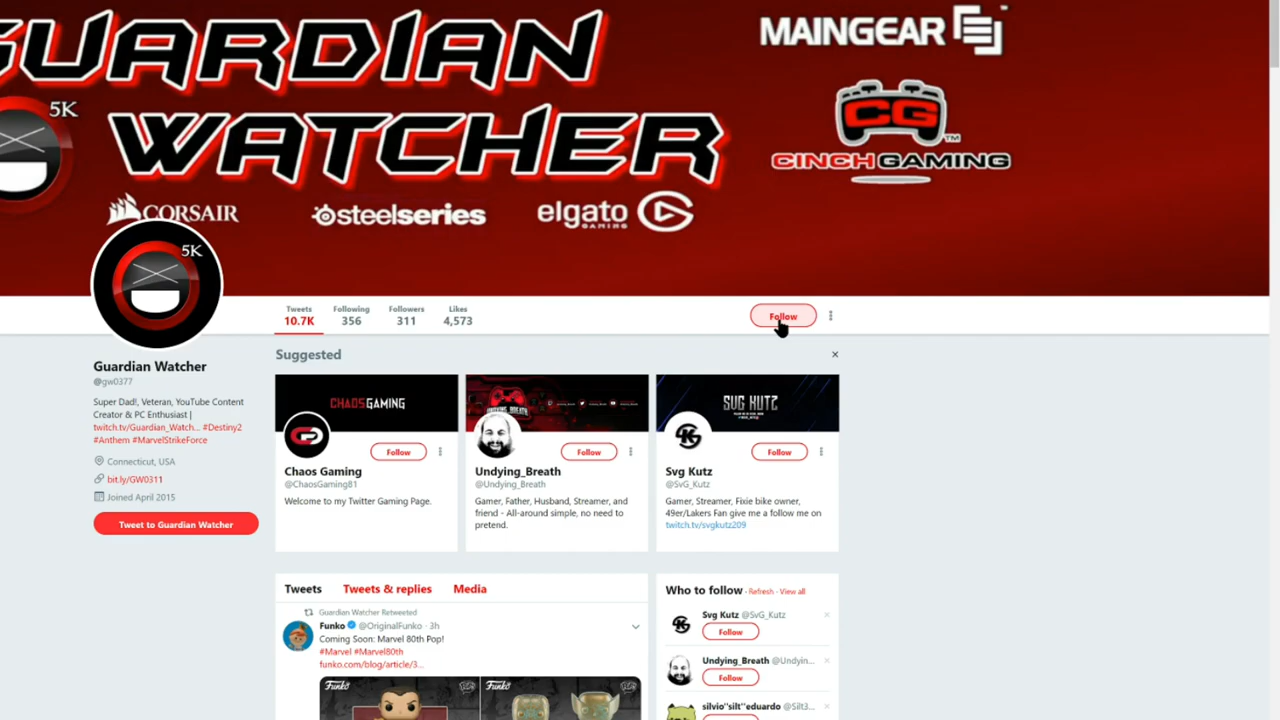 GUARDIAN
WATCHER
5K
MAINGEAR
CG
CINCHGAMING
CORSAIR
steelseries
elgato
GAMING
5K
Tweets Following Followers Likes
10.7K 356 311 4,573
Follow
Guardian Watcher
@gw0377
Super Dad!, Veteran, YouTube Content
Creator & PC Enthusiast |
twitch.tv/Guardian_Watch... #Destiny2
#Anthem #MarvelStrikeForce
Connecticut, USA
bit.ly/GW0311
Joined April 2015
Tweet to Guardian Watcher
Suggested
CHAOSGAMING
Follow
Chaos Gaming
@ChaosGaming81
Welcome to my Twitter Gaming Page.
Follow
Undying_Breath
@Undying_Breath
Gamer, Father, Husband, Streamer, and
friend - All-around simple, no need to
pretend.
SVG KUTZ
Follow
Svg Kutz
@SvG_Kutz
Gamer, Streamer, Fixie bike owner,
49er/Lakers Fan give me a follow me on
twitch.tv/svgkutz209
Tweets Tweets & replies Media
Guardian Watcher Retweeted
Funko @OriginalFunko · 3h
Coming Soon: Marvel 80th Pop!
#Marvel #Marvel80th
funko.com/blog/article/3...
Funko
Funko
Who to follow · Refresh · View all
Svg Kutz @SvG_Kutz
Follow
Undying_Breath @Undyin...
Follow
silvio"silt"eduardo @Silt3...